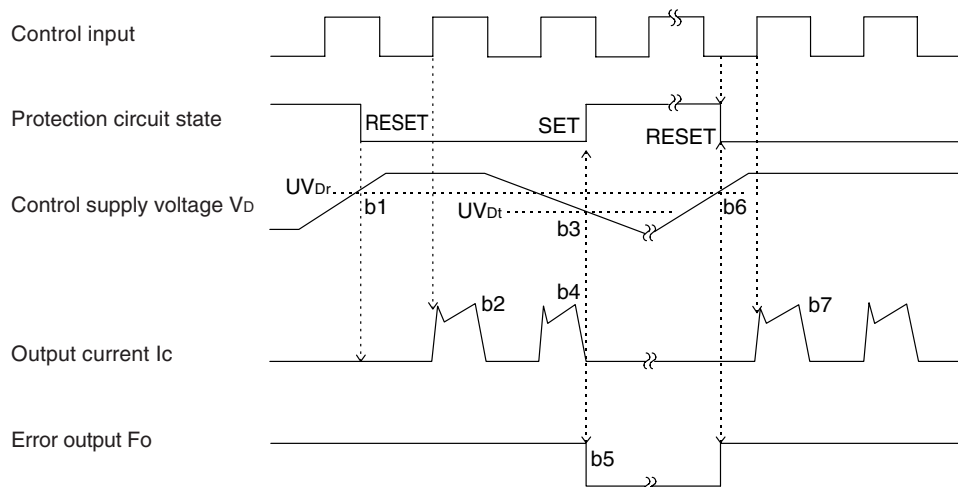 Control input
Protection circuit state
RESET
SET
RESET
Control supply voltage VD
UVDr
b1
UVDt
b3
b6
Output current Ic
b2
b4
b7
Error output Fo
b5